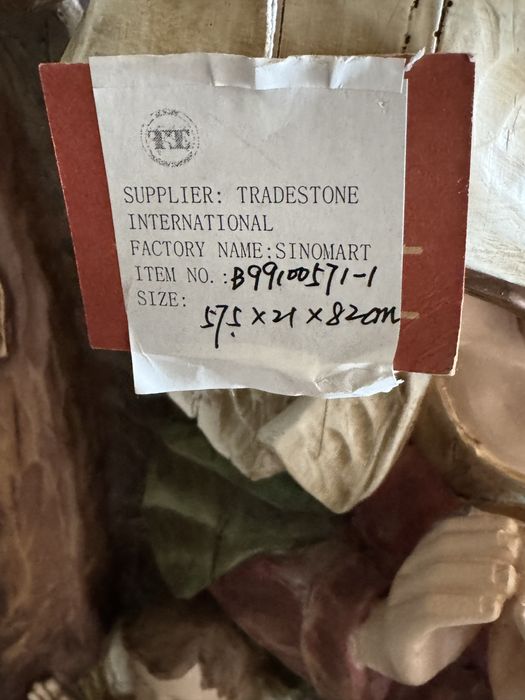 TE
SUPPLIER: TRADESTONE
INTERNATIONAL
FACTORY NAME:SINOMART
ITEM NO.:B99100571-1
SIZE:
57.5 x 21 x 82cm